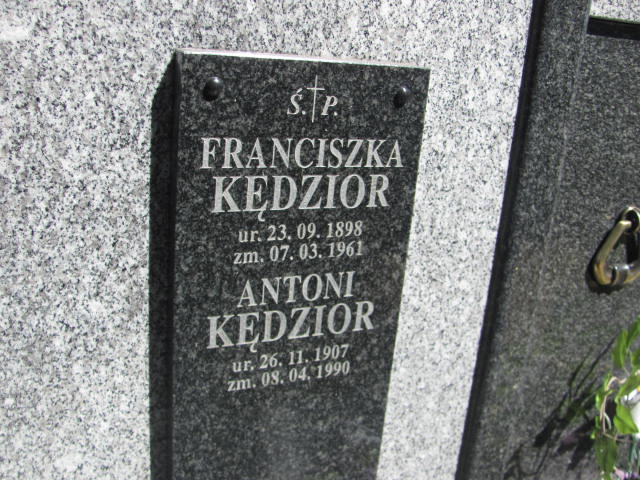 Ś.†P.
FRANCISZKA
KĘDZIOR
ur. 23. 09. 1898
zm. 07. 03. 1961
ANTONI
KĘDZIOR
ur. 26. 11. 1907
zm. 08. 04. 1990